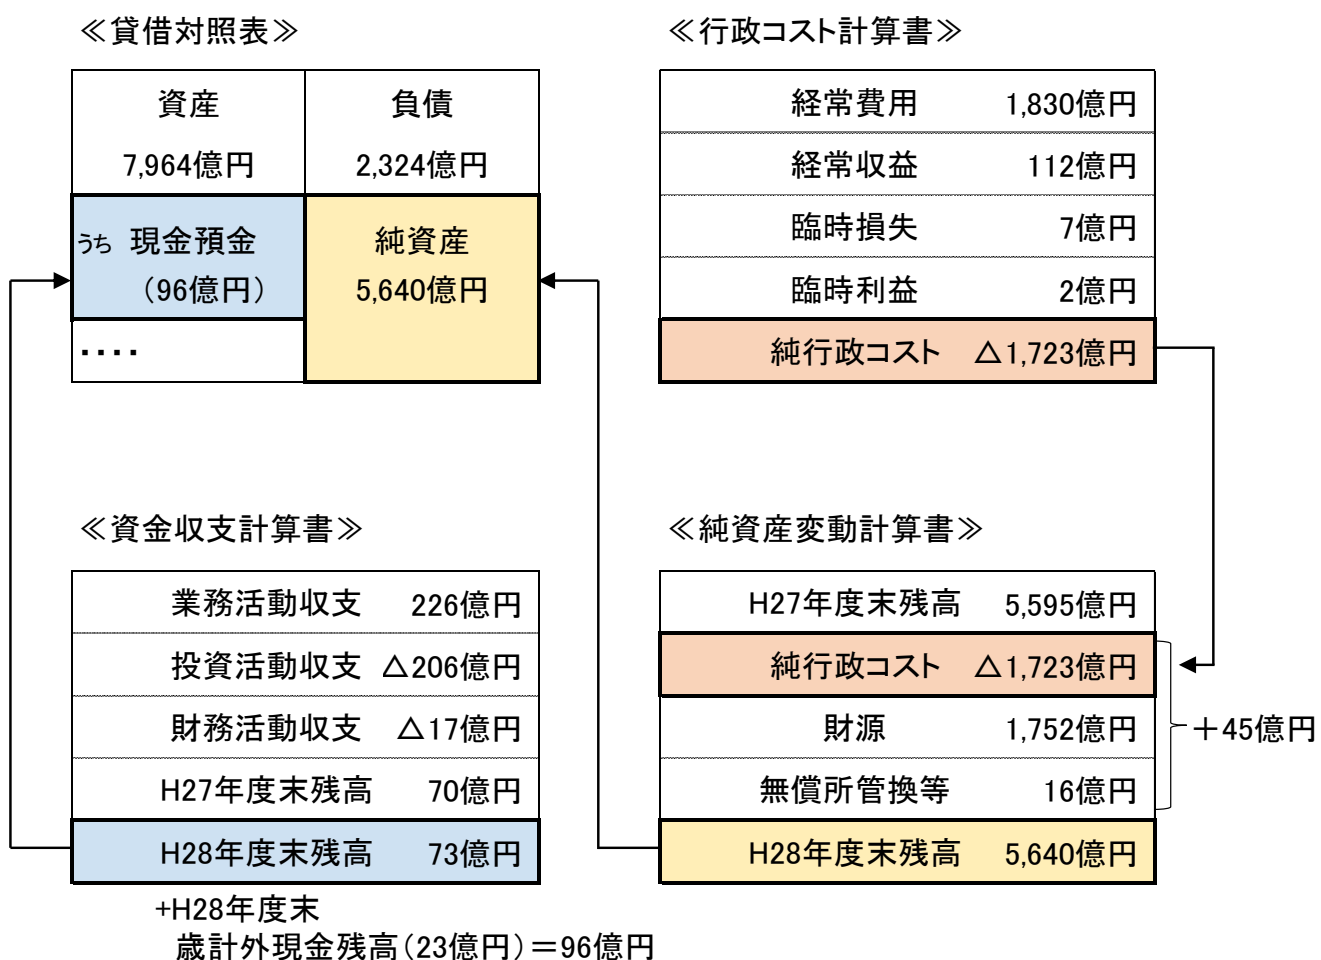 ≪貸借対照表≫
資産 負債
7,964億円 2,324億円
うち 現金預金 純資産
（96億円） 5,640億円
・・・・
≪行政コスト計算書≫
経常費用 1,830億円
経常収益 112億円
臨時損失 7億円
臨時利益 2億円
純行政コスト △1,723億円
≪資金収支計算書≫
業務活動収支 226億円
投資活動収支 △206億円
財務活動収支 △17億円
H27年度末残高 70億円
H28年度末残高 73億円
+H28年度末
歳計外現金残高（23億円）＝96億円
≪純資産変動計算書≫
H27年度末残高 5,595億円
純行政コスト △1,723億円
財源 1,752億円
無償所管換等 16億円
＋45億円
H28年度末残高 5,640億円